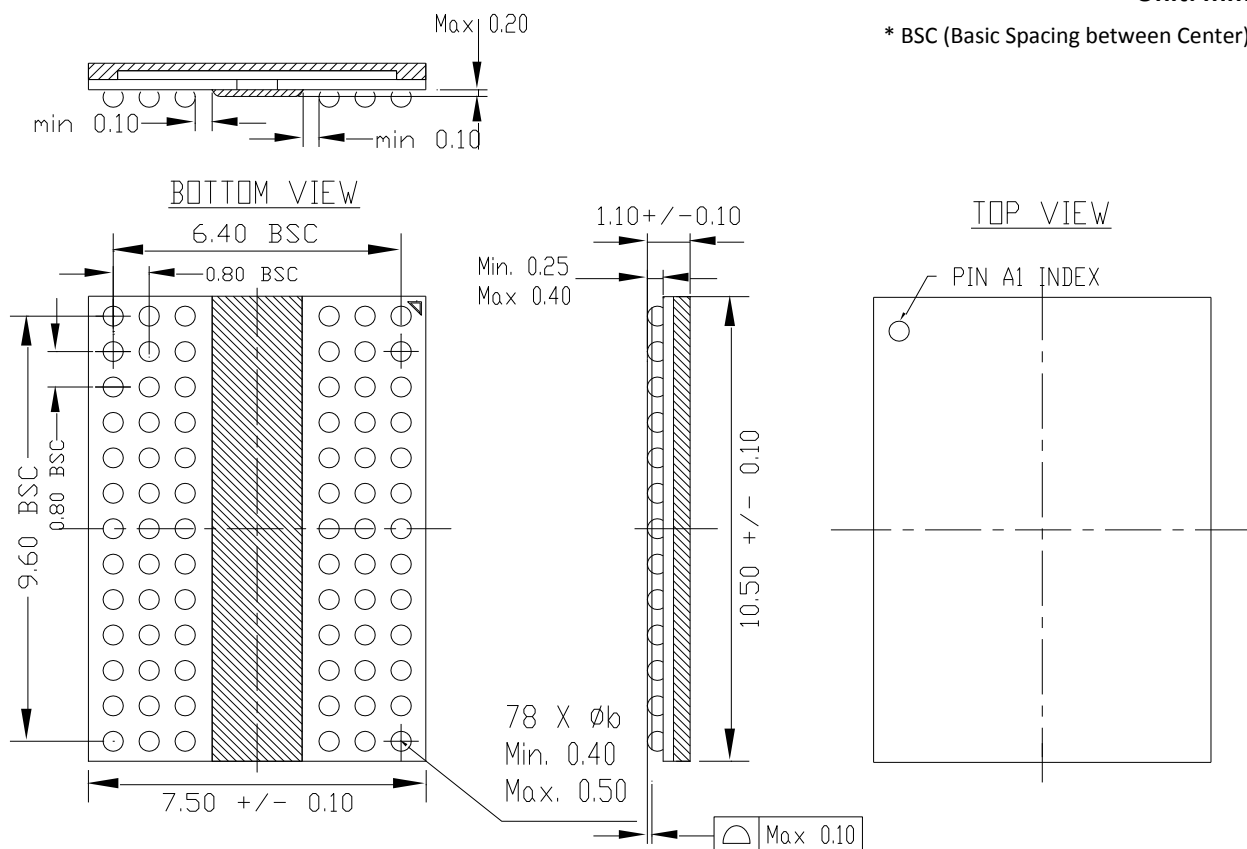 * BSC (Basic Spacing between Center)
Max 0.20
min 0.10
min 0.10
BOTTOM VIEW
6.40 BSC
0.80 BSC
9.60 BSC
0.80 BSC
7.50 +/- 0.10
78 X Øb
Min. 0.40
Max. 0.50
1.10+/-0.10
Min. 0.25
Max 0.40
10.50 +/- 0.10
Max 0.10
TOP VIEW
PIN A1 INDEX